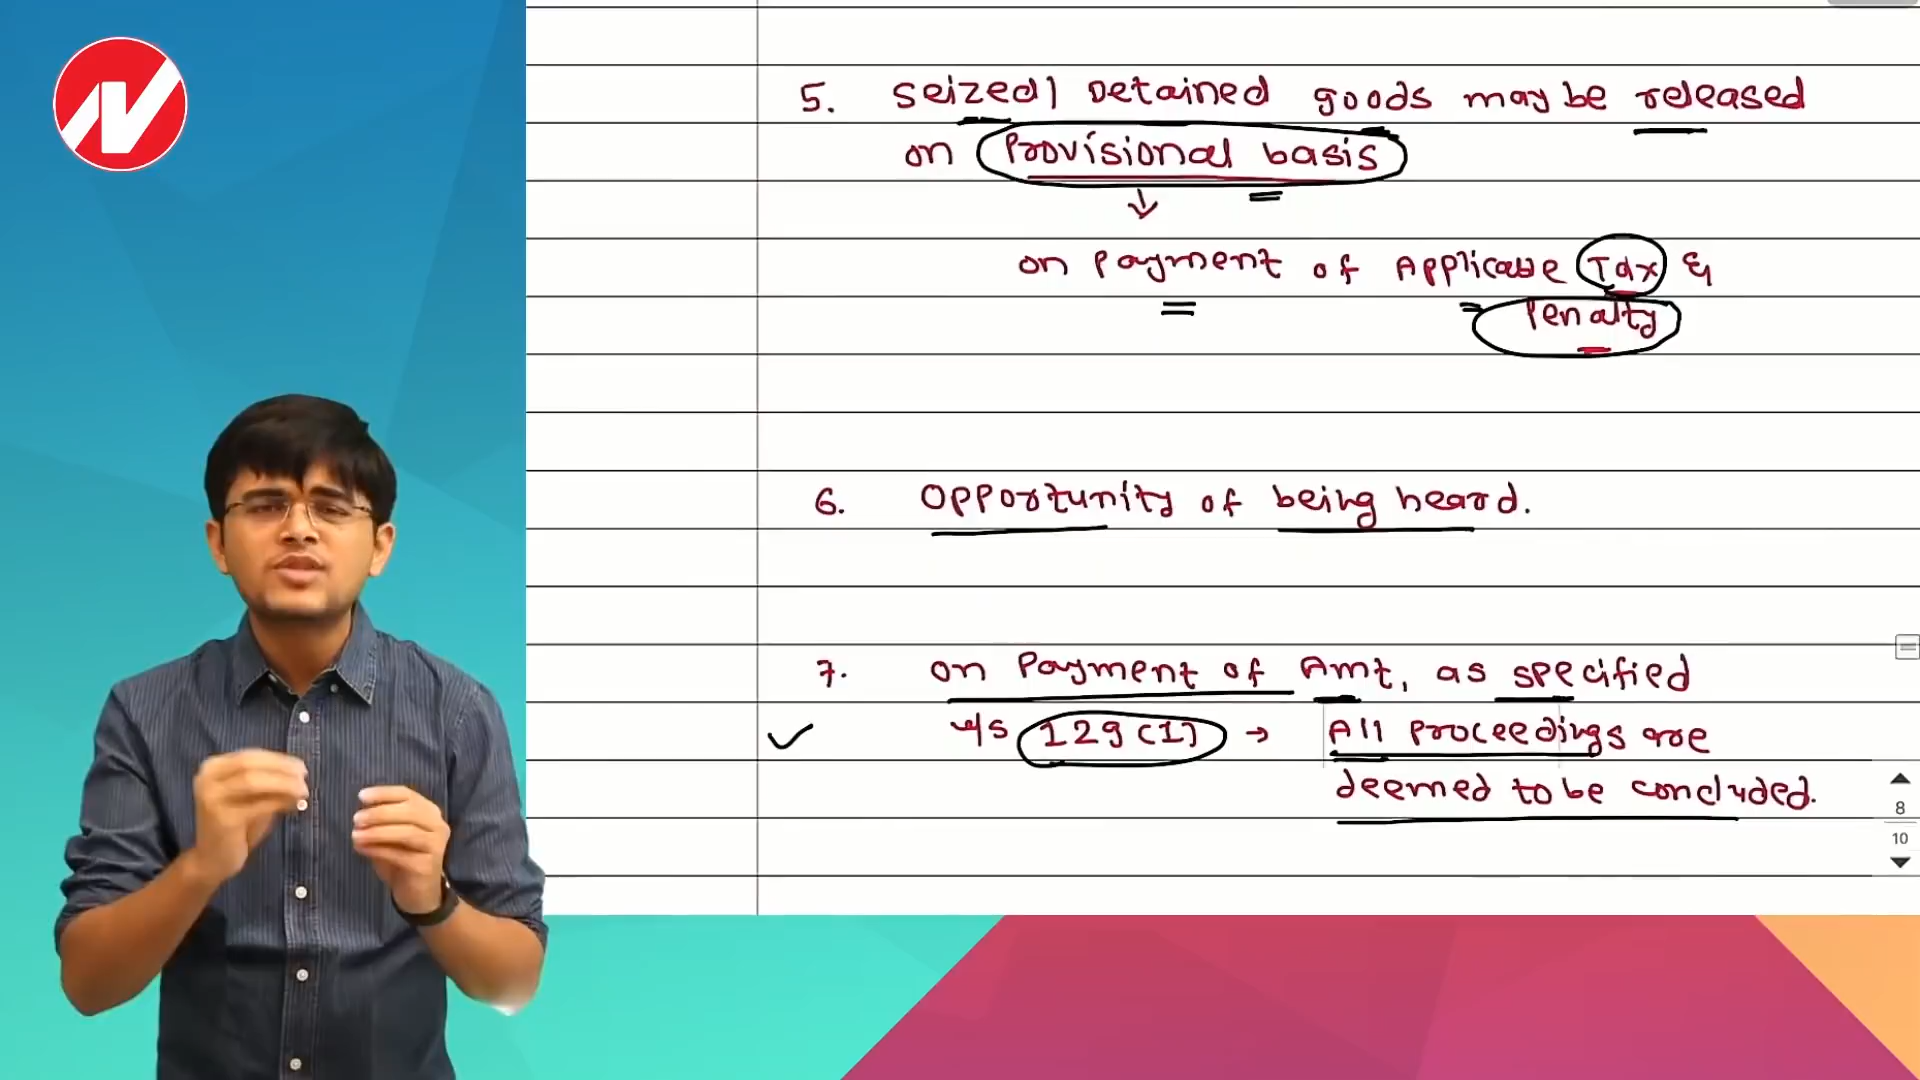 5. Seized/ Detained goods may be released
on Provisional basis
on Payment of Applicable Tax &
Penalty
6. Opportunity of being heard.
7. on Payment of Amt, as specified
u/s 129(1) → All Proceedings are
deemed to be concluded.
8
10